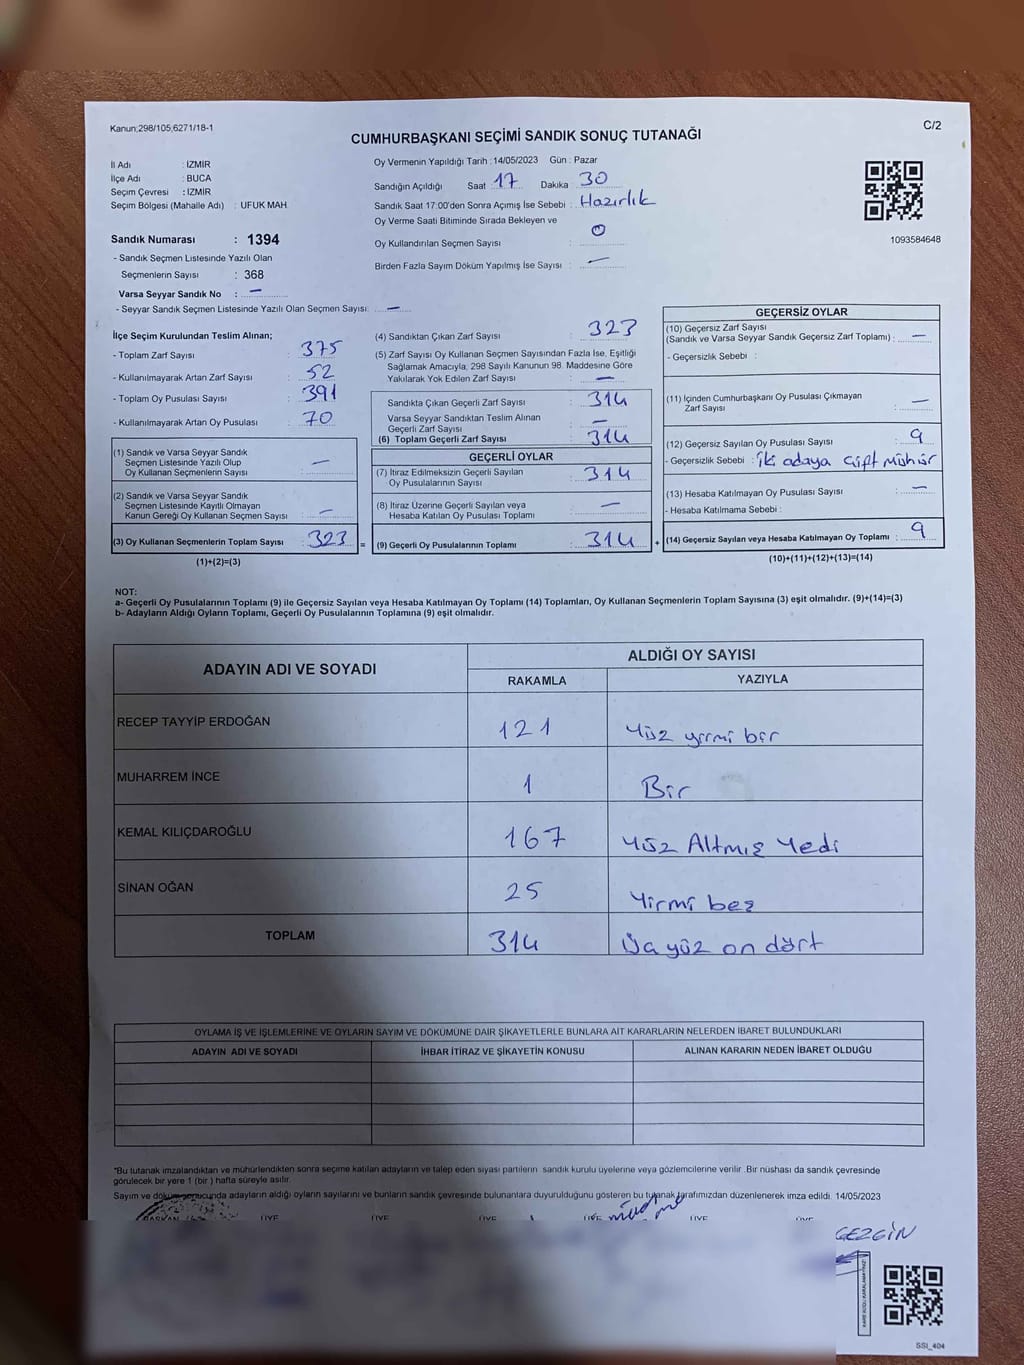 Kanun;298/105;6271/18-1
C/2
CUMHURBAŞKANI SEÇİMİ SANDIK SONUÇ TUTANAĞI
İl Adı : İZMİR
İlçe Adı : BUCA
Seçim Çevresi : İZMİR
Seçim Bölgesi (Mahalle Adı) : UFUK MAH.
Oy Vermenin Yapıldığı Tarih : 14/05/2023 Gün : Pazar
Sandığın Açıldığı Saat 17 Dakika 30
Sandık Saat 17:00'den Sonra Açımış İse Sebebi : Hazırlık
Oy Verme Saati Bitiminde Sırada Bekleyen ve
Oy Kullandırılan Seçmen Sayısı : 0
Birden Fazla Sayım Döküm Yapılmış İse Sayısı : —
1093584648
Sandık Numarası : 1394
- Sandık Seçmen Listesinde Yazılı Olan
Seçmenlerin Sayısı : 368
Varsa Seyyar Sandık No : —
- Seyyar Sandık Seçmen Listesinde Yazılı Olan Seçmen Sayısı: —
İlçe Seçim Kurulundan Teslim Alınan;
- Toplam Zarf Sayısı : 375
- Kullanılmayarak Artan Zarf Sayısı : 52
- Toplam Oy Pusulası Sayısı : 391
- Kullanılmayarak Artan Oy Pusulası : 70
(1) Sandık ve Varsa Seyyar Sandık
Seçmen Listesinde Yazılı Olup
Oy Kullanan Seçmenlerin Sayısı : —
(2) Sandık ve Varsa Seyyar Sandık
Seçmen Listesinde Kayıtlı Olmayan
Kanun Gereği Oy Kullanan Seçmen Sayısı : —
(3) Oy Kullanan Seçmenlerin Toplam Sayısı : 323 =
(1)+(2)=(3)
(4) Sandıktan Çıkan Zarf Sayısı : 323
(5) Zarf Sayısı Oy Kullanan Seçmen Sayısından Fazla İse, Eşitliği
Sağlamak Amacıyla, 298 Sayılı Kanunun 98. Maddesine Göre
Yakılarak Yok Edilen Zarf Sayısı : —
Sandıkta Çıkan Geçerli Zarf Sayısı : 314
Varsa Seyyar Sandıktan Teslim Alınan
Geçerli Zarf Sayısı : —
(6) Toplam Geçerli Zarf Sayısı : 314
GEÇERLİ OYLAR
(7) İtiraz Edilmeksizin Geçerli Sayılan
Oy Pusulalarının Sayısı : 314
(8) İtiraz Üzerine Geçerli Sayılan veya
Hesaba Katılan Oy Pusulası Toplamı : —
(9) Geçerli Oy Pusulalarının Toplamı : 314 +
GEÇERSİZ OYLAR
(10) Geçersiz Zarf Sayısı
(Sandık ve Varsa Seyyar Sandık Geçersiz Zarf Toplamı) : —
- Geçersizlik Sebebi :
(11) İçinden Cumhurbaşkanı Oy Pusulası Çıkmayan
Zarf Sayısı : —
(12) Geçersiz Sayılan Oy Pusulası Sayısı : 9
- Geçersizlik Sebebi : İki adaya çift mühür
(13) Hesaba Katılmayan Oy Pusulası Sayısı : —
- Hesaba Katılmama Sebebi :
(14) Geçersiz Sayılan veya Hesaba Katılmayan Oy Toplamı : 9
(10)+(11)+(12)+(13)=(14)
NOT:
a- Geçerli Oy Pusulalarının Toplamı (9) ile Geçersiz Sayılan veya Hesaba Katılmayan Oy Toplamı (14) Toplamları, Oy Kullanan Seçmenlerin Toplam Sayısına (3) eşit olmalıdır. (9)+(14)=(3)
b- Adayların Aldığı Oyların Toplamı, Geçerli Oy Pusulalarının Toplamına (9) eşit olmalıdır.
ADAYIN ADI VE SOYADI
ALDIĞI OY SAYISI
RAKAMLA YAZIYLA
RECEP TAYYİP ERDOĞAN 121 Yüz yirmi bir
MUHARREM İNCE 1 Bir
KEMAL KILIÇDAROĞLU 167 Yüz Altmış Yedi
SİNAN OĞAN 25 Yirmi beş
TOPLAM 314 Üç yüz on dört
OYLAMA İŞ VE İŞLEMLERİNE VE OYLARIN SAYIM VE DÖKÜMÜNE DAİR ŞİKAYETLERLE BUNLARA AİT KARARLARIN NELERDEN İBARET BULUNDUKLARI
ADAYIN ADI VE SOYADI İHBAR İTİRAZ VE ŞİKAYETİN KONUSU ALINAN KARARIN NEDEN İBARET OLDUĞU
*Bu tutanak imzalandıktan ve mühürlendikten sonra seçime katılan adayların ve talep eden siyasi partilerin sandık kurulu üyelerine veya gözlemcilerine verilir .Bir nüshası da sandık çevresinde
görülecek bir yere 1 (bir ) hafta süreyle asılır.
Sayım ve döküm sonucunda adayların aldığı oyların sayılarını ve bunların sandık çevresinde bulunanlara duyurulduğunu gösteren bu tutanak tarafımızdan düzenlenerek imza edildi. 14/05/2023
BAŞKAN ÜYE ÜYE ÜYE ÜYE ÜYE ÜYE
GEZGİN
SSI_404